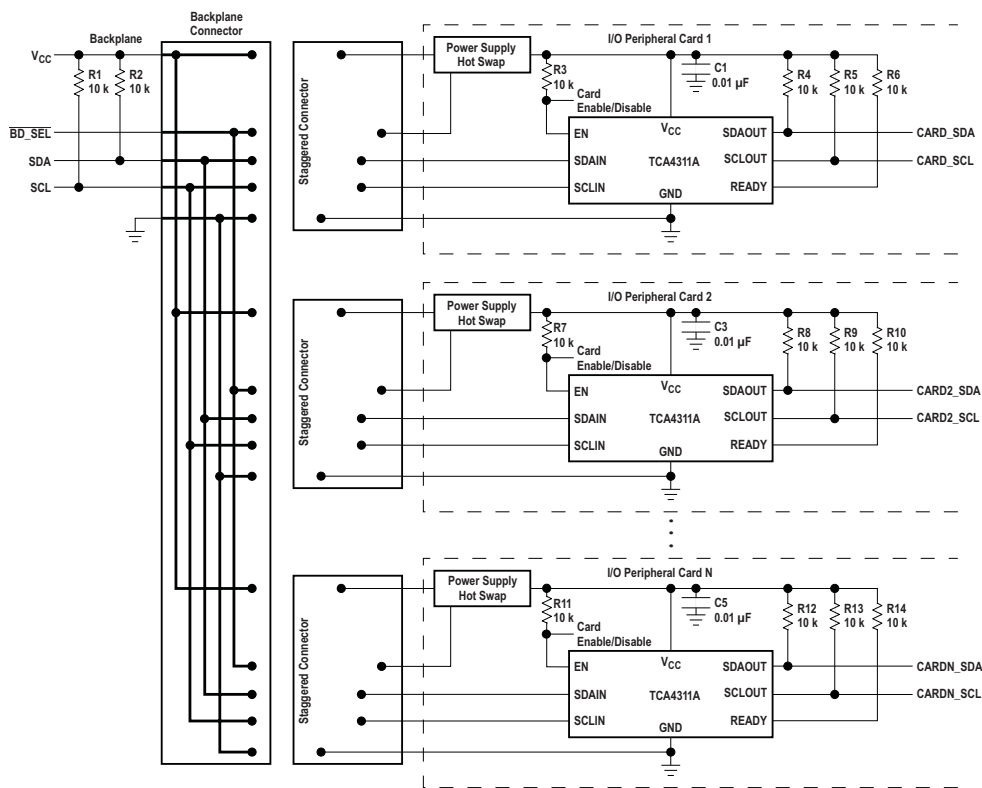 Backplane
Connector
Backplane
VCC
R1
10 k
R2
10 k
BD_SEL
SDA
SCL
Staggered Connector
Power Supply
Hot Swap
I/O Peripheral Card 1
R3
10 k
Card
Enable/Disable
C1
0.01 µF
R4
10 k
R5
10 k
R6
10 k
EN
VCC
SDAOUT
CARD_SDA
SDAIN
TCA4311A
SCLOUT
CARD_SCL
SCLIN
GND
READY
Staggered Connector
Power Supply
Hot Swap
I/O Peripheral Card 2
R7
10 k
Card
Enable/Disable
C3
0.01 µF
R8
10 k
R9
10 k
R10
10 k
EN
VCC
SDAOUT
CARD2_SDA
SDAIN
TCA4311A
SCLOUT
CARD2_SCL
SCLIN
GND
READY
Staggered Connector
Power Supply
Hot Swap
I/O Peripheral Card N
R11
10 k
Card
Enable/Disable
C5
0.01 µF
R12
10 k
R13
10 k
R14
10 k
EN
VCC
SDAOUT
CARDN_SDA
SDAIN
TCA4311A
SCLOUT
CARDN_SCL
SCLIN
GND
READY